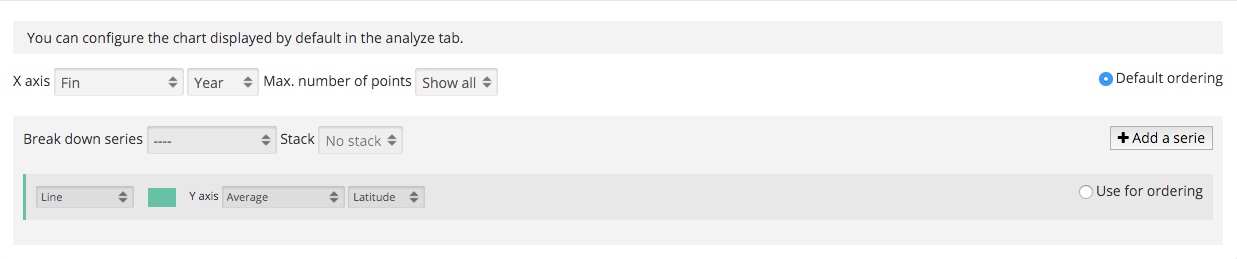 You can configure the chart displayed by default in the analyze tab.
X axis Fin Year Max. number of points Show all Default ordering
Break down series ---- Stack No stack + Add a serie
Line Y axis Average Latitude Use for ordering